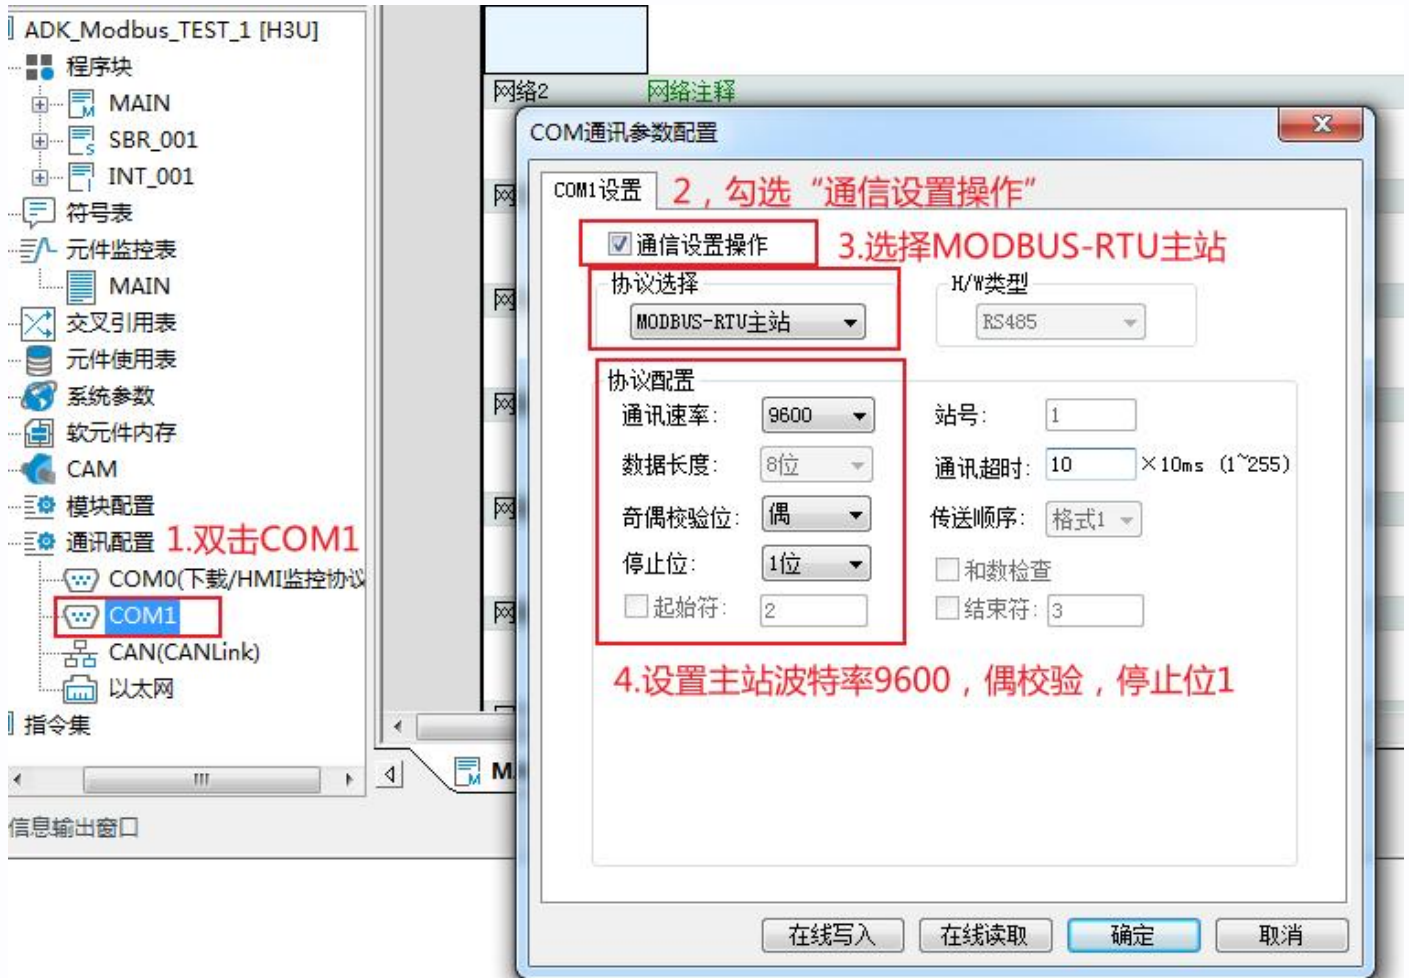 ADK_Modbus_TEST_1 [H3U]
程序块
MAIN
SBR_001
INT_001
符号表
元件监控表
MAIN
交叉引用表
元件使用表
系统参数
软元件内存
CAM
模块配置
通讯配置 1.双击COM1
COM0(下载/HMI监控协议
COM1
CAN(CANLink)
以太网
指令集
信息输出窗口
网络2 网络注释
COM通讯参数配置
COM1设置 2，勾选“通信设置操作”
通信设置操作 3.选择MODBUS-RTU主站
协议选择 H/W类型
MODBUS-RTU主站 RS485
协议配置
通讯速率: 9600 站号: 1
数据长度: 8位 通讯超时: 10 ×10ms (1~255)
奇偶校验位: 偶 传送顺序: 格式1
停止位: 1位 和数检查
起始符: 2 结束符: 3
4.设置主站波特率9600，偶校验，停止位1
在线写入 在线读取 确定 取消